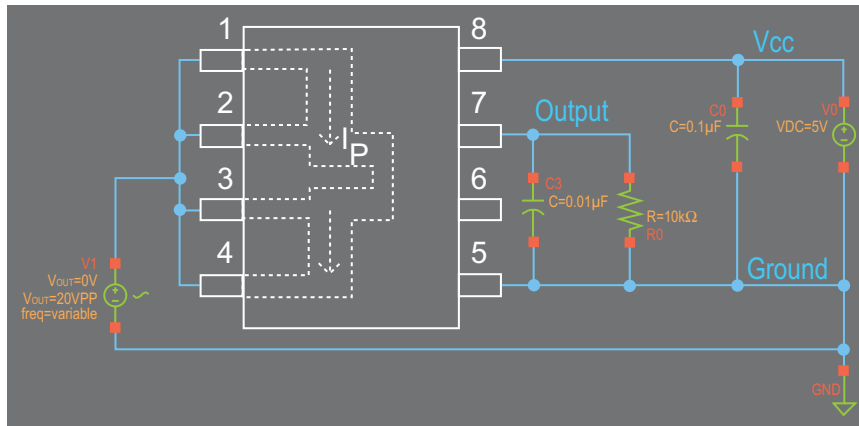 1
2
3
4
8
7
6
5
IP
Vcc
Output
Ground
C0
C=0.1µF
V0
VDC=5V
C3
C=0.01µF
R=10kΩ
R0
V1
VOUT=0V
VOUT=20VPP
freq=variable
GND